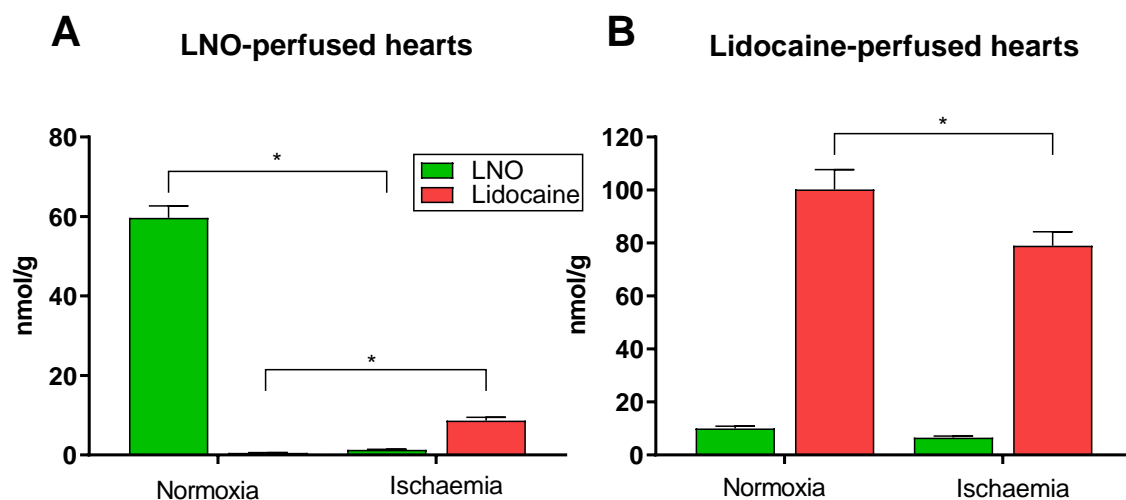 A
LNO-perfused hearts
80
60
40
20
0
nmol/g
*
*
LNO
Lidocaine
Normoxia
Ischaemia
B
Lidocaine-perfused hearts
120
100
80
60
40
20
0
nmol/g
*
Normoxia
Ischaemia